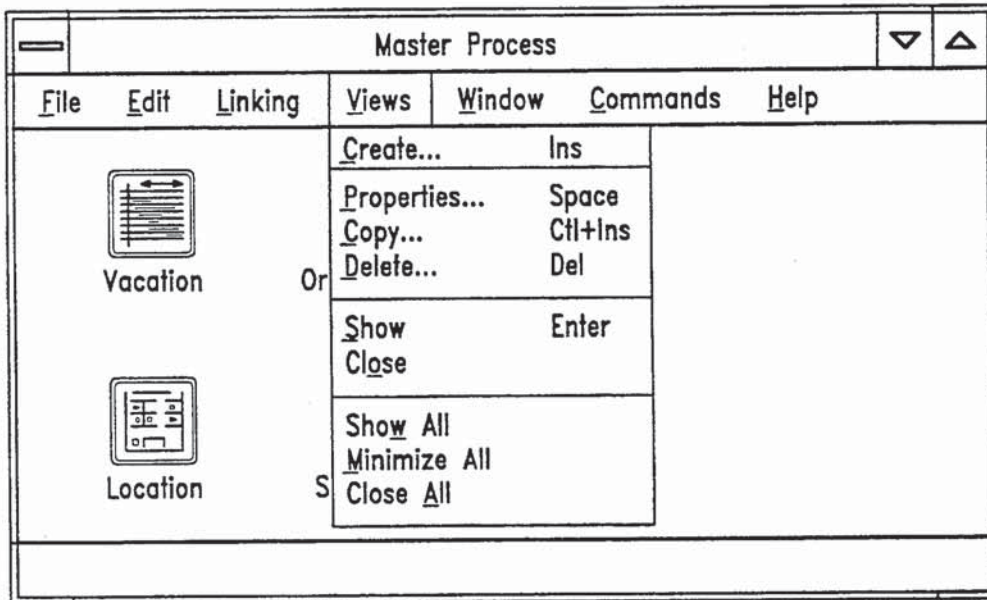 Master Process
File Edit Linking Views Window Commands Help
Create... Ins
Properties... Space
Copy... Ctl+Ins
Delete... Del
Vacation Or
Show Enter
Close
Show All
Minimize All
Location S Close All